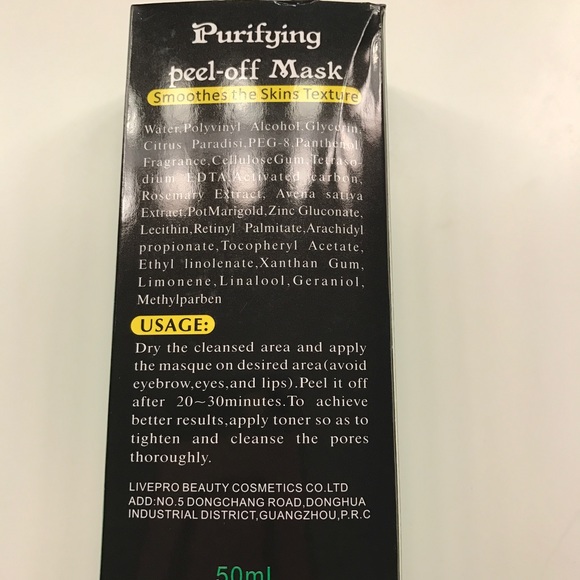 Purifying
peel-off Mask
Smoothes the Skins Texture
Water,Polyvinyl Alcohol,Glycerin,
Citrus Paradisi,PEG-8,Panthenol
Fragrance,CelluloseGum,Tetraso-
dium EDTA,Activated carbon,
Rosemary Extract, Avena sativa
Extract,PotMarigold,Zinc Gluconate,
Lecithin,Retinyl Palmitate,Arachidyl
propionate,Tocopheryl Acetate,
Ethyl linolenate,Xanthan Gum,
Limonene,Linalool,Geraniol,
Methylparben
USAGE:
Dry the cleansed area and apply
the masque on desired area(avoid
eyebrow,eyes,and lips).Peel it off
after 20~30minutes.To achieve
better results,apply toner so as to
tighten and cleanse the pores
thoroughly.
LIVEPRO BEAUTY COSMETICS CO.LTD
ADD:NO.5 DONGCHANG ROAD,DONGHUA
INDUSTRIAL DISTRICT,GUANGZHOU,P.R.C
50ml